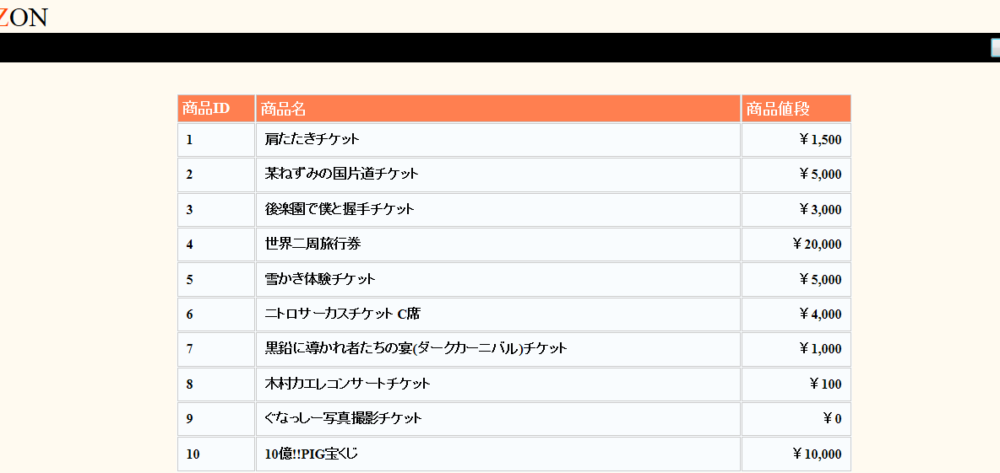 ZON
商品ID 商品名 商品値段
1 肩たたきチケット ￥1,500
2 某ねずみの国片道チケット ￥5,000
3 後楽園で僕と握手チケット ￥3,000
4 世界二周旅行券 ￥20,000
5 雪かき体験チケット ￥5,000
6 ニトロサーカスチケット C席 ￥4,000
7 黒鉛に導かれ者たちの宴(ダークカーニバル)チケット ￥1,000
8 木村カエレコンサートチケット ￥100
9 ぐなっしー写真撮影チケット ￥0
10 10億!!PIG宝くじ ￥10,000